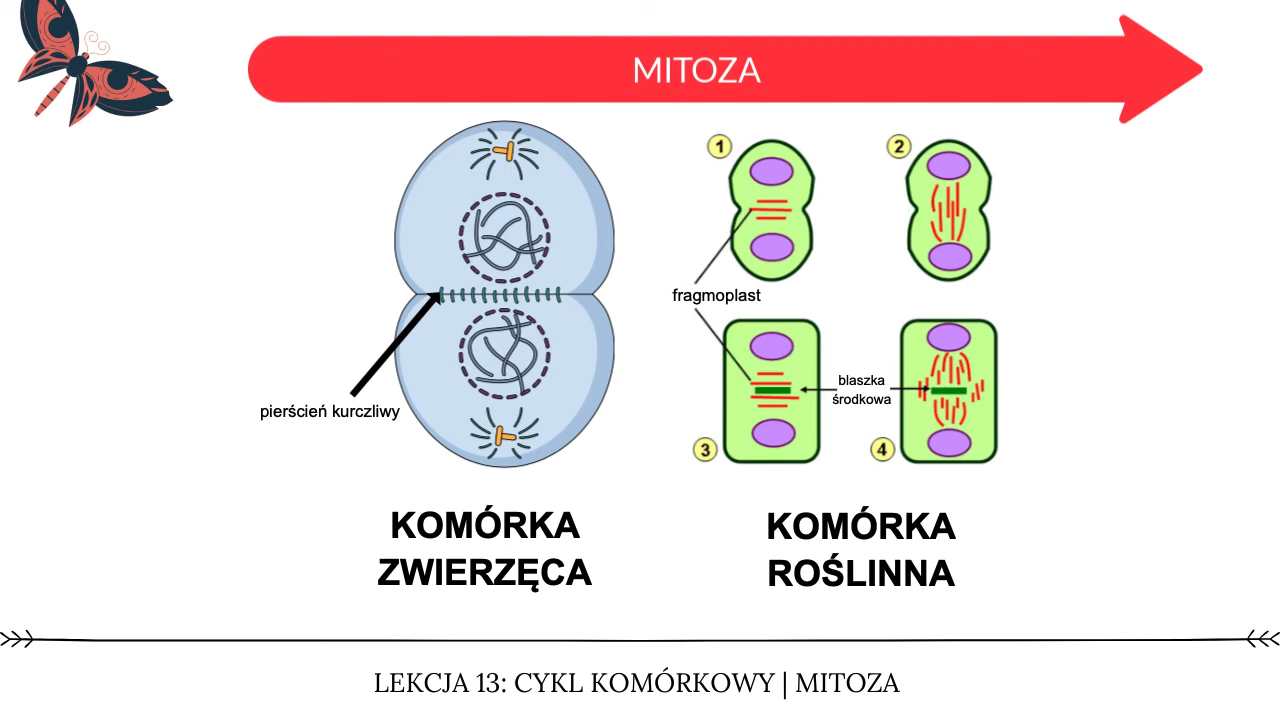 MITOZA
1
2
fragmoplast
pierścień kurczliwy
blaszka
środkowa
3
4
KOMÓRKA
ZWIERZĘCA
KOMÓRKA
ROŚLINNA
LEKCJA 13: CYKL KOMÓRKOWY | MITOZA